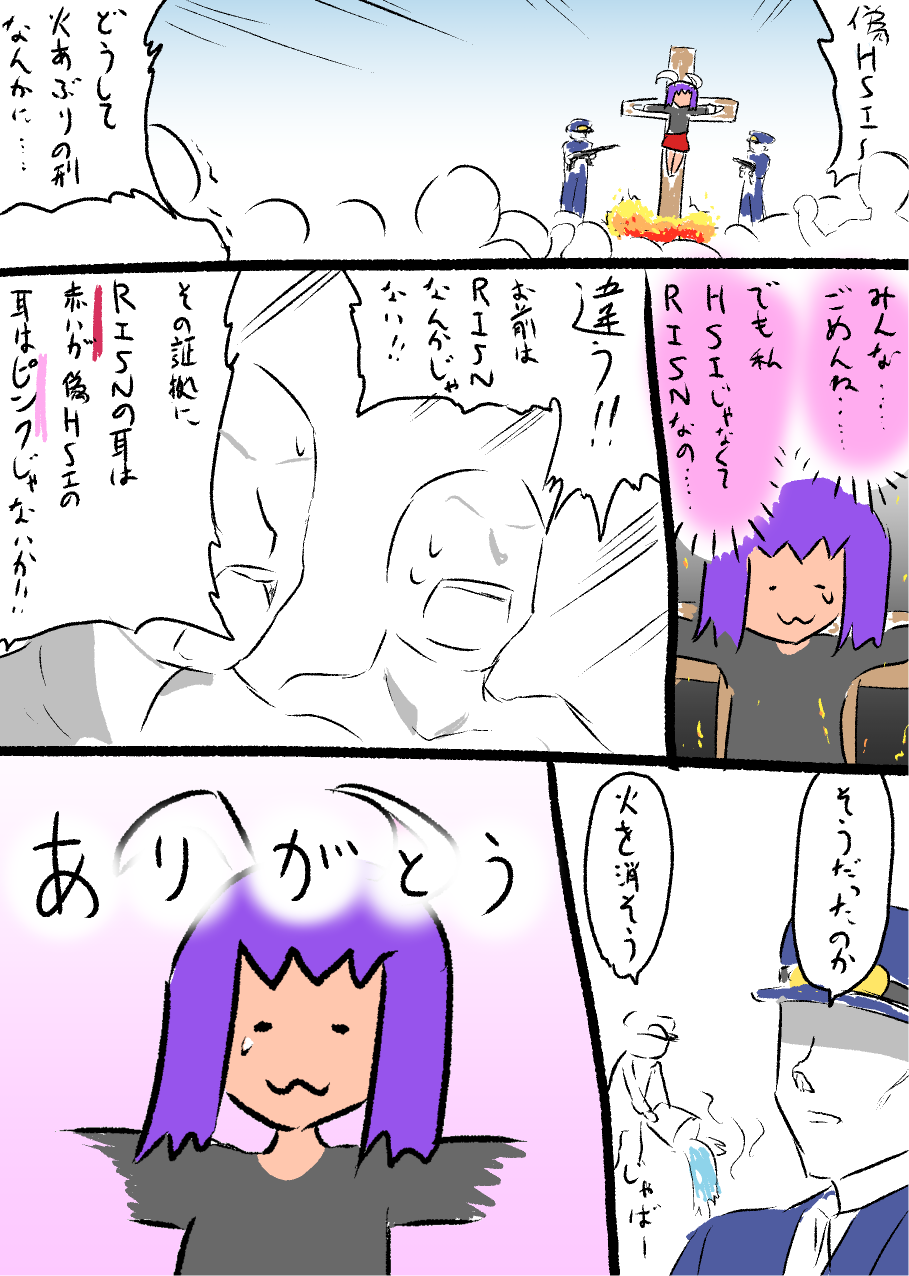 偽HSI~
どうして
火あぶりの刑
なんかに……
みんな……
ごめんね……
でも私
HSIじゃなくて
RISNなの…
違う!!
お前は
RISN
なんかじゃ
ない!!
その証拠に
RISNの耳は
赤いが偽HSIの
耳はピンクじゃないか!!
そうだったのか
火を消そう
しゃばー
ありがとう